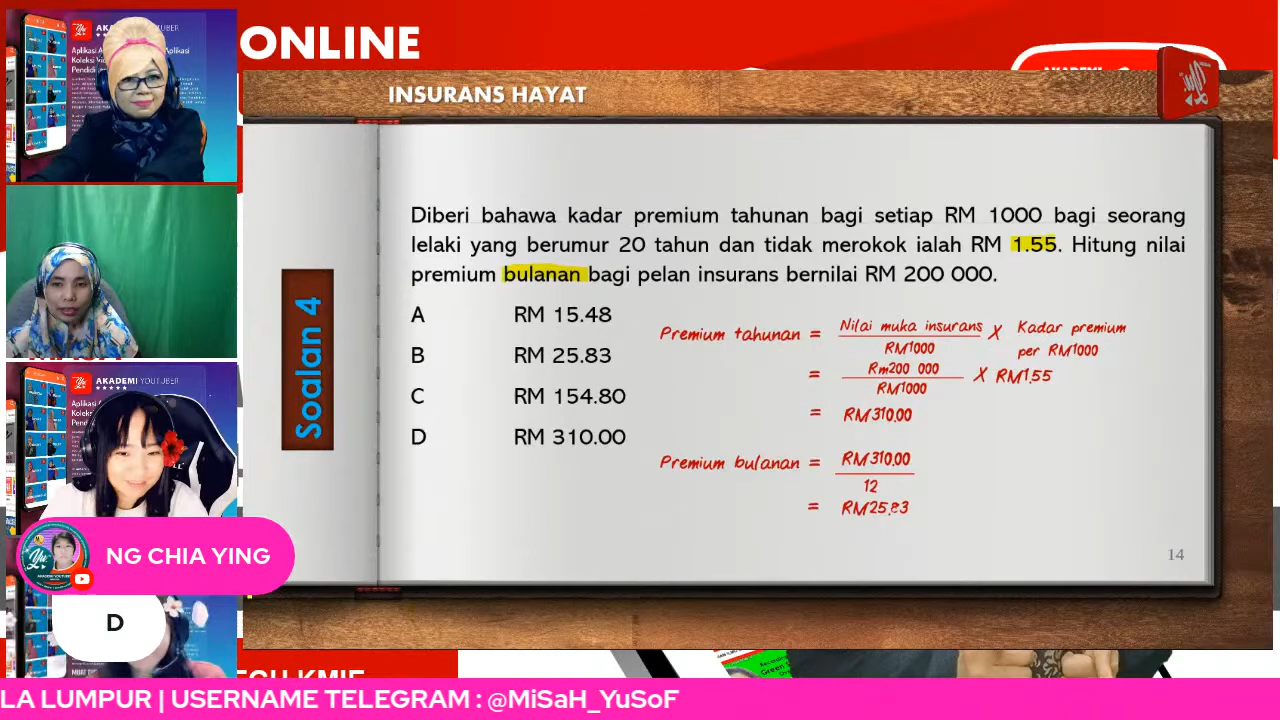 ONLINE
INSURANS HAYAT
Soalan 4
Diberi bahawa kadar premium tahunan bagi setiap RM 1000 bagi seorang
lelaki yang berumur 20 tahun dan tidak merokok ialah RM 1.55. Hitung nilai
premium bulanan bagi pelan insurans bernilai RM 200 000.
A RM 15.48
B RM 25.83
C RM 154.80
D RM 310.00
Premium tahunan = Nilai muka insurans / RM1000 X Kadar premium per RM1000
= Rm200 000 / RM1000 X RM1.55
= RM310.00
Premium bulanan = RM310.00 / 12
= RM25.83
14
AKADEMI YOUTUBER
NG CHIA YING
D
LA LUMPUR | USERNAME TELEGRAM : @MiSaH_YuSoF